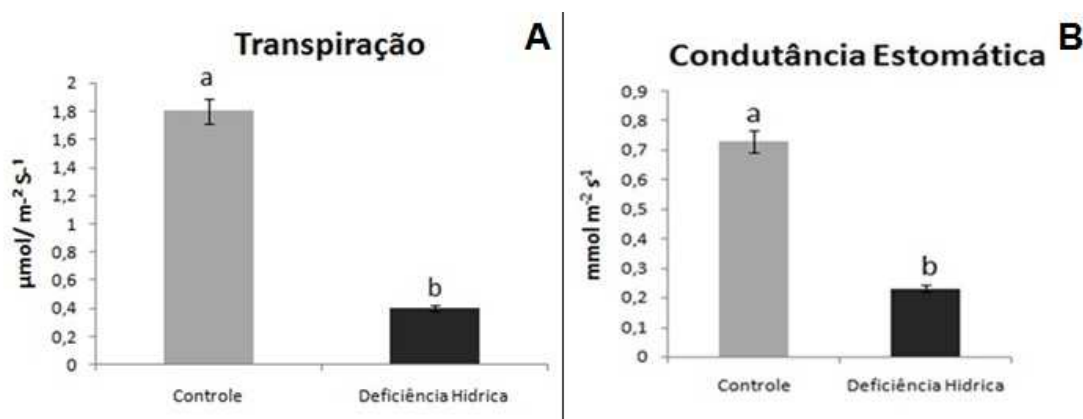 Transpiração
A
a
b
2
1,8
1,6
1,4
1,2
1
0,8
0,6
0,4
0,2
0
µmol/ m-² S-¹
Controle
Deficiência Hidrica
B
Condutância Estomática
a
b
0,9
0,8
0,7
0,6
0,5
0,4
0,3
0,2
0,1
0
mmol m⁻² s⁻¹
Controle
Deficiência Hidrica